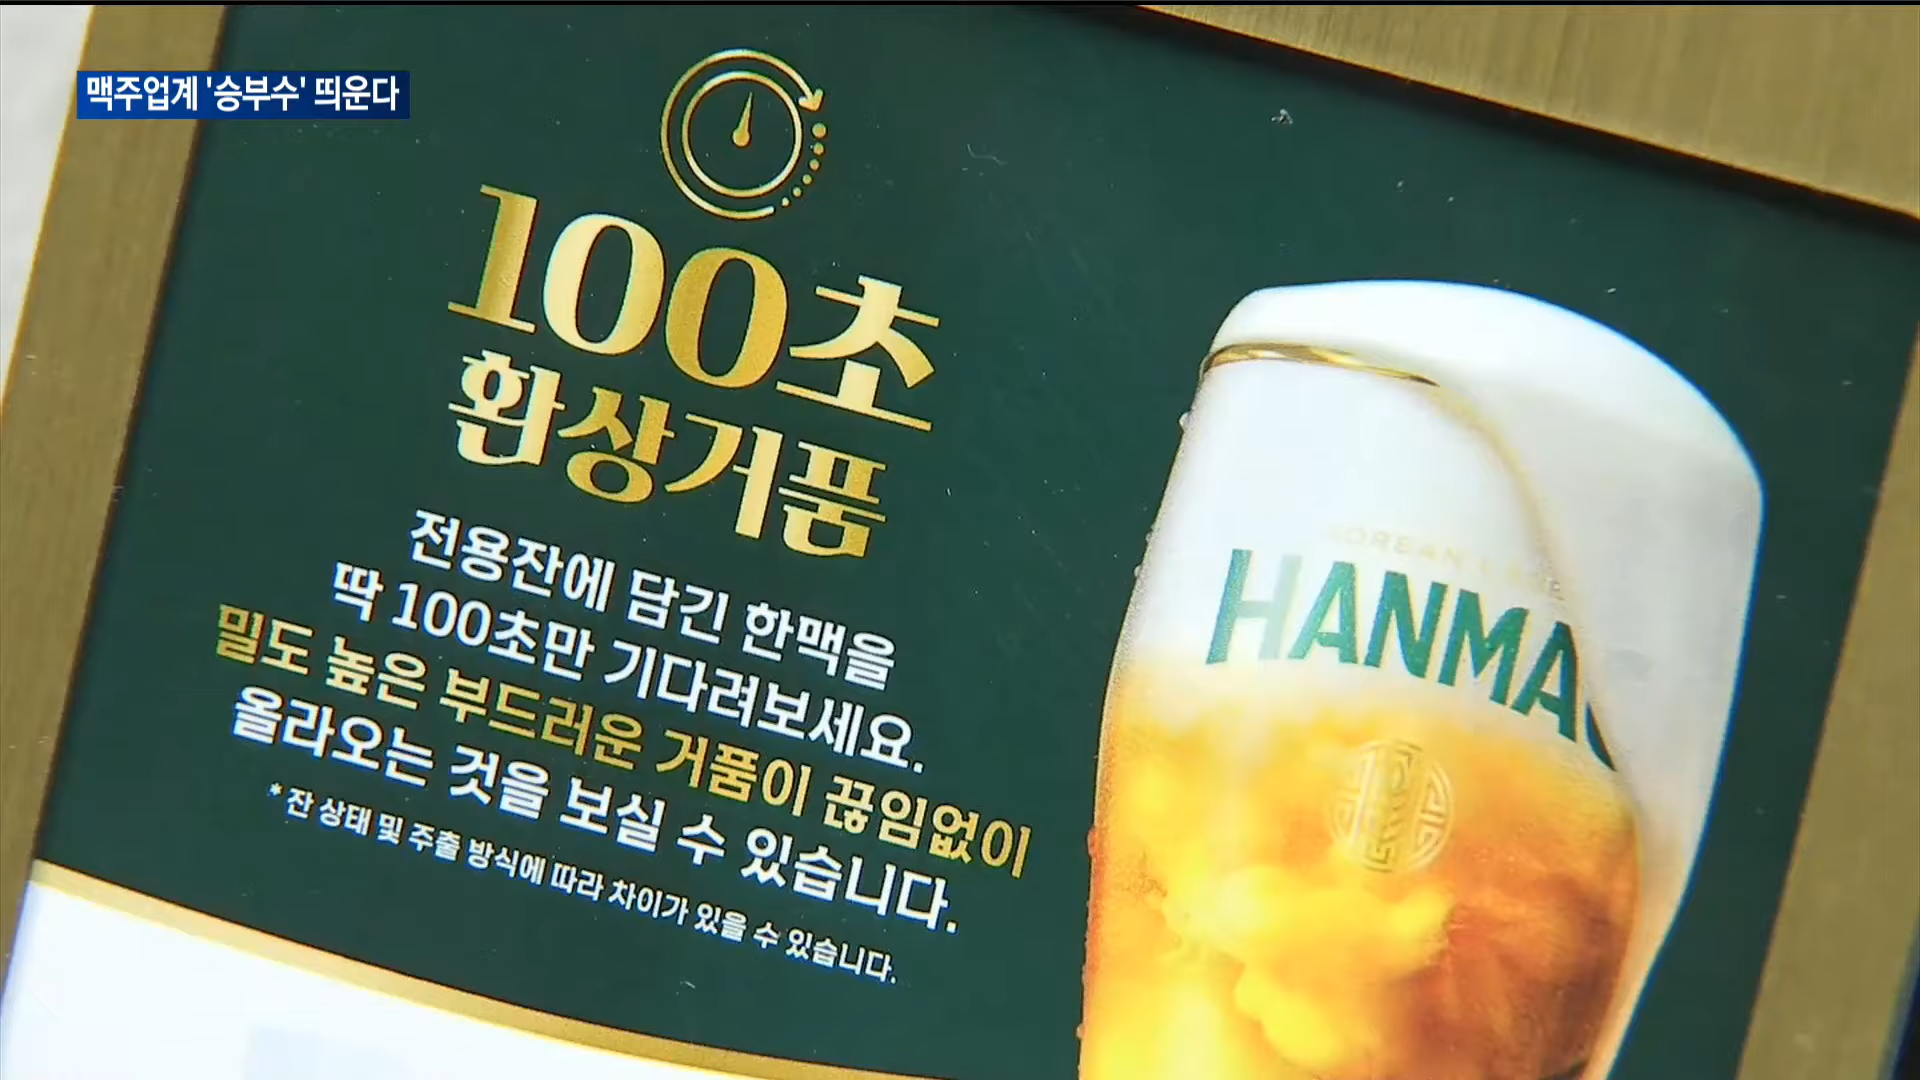 맥주업계 '승부수' 띄운다
100초
환상거품
전용잔에 담긴 한맥을
딱 100초만 기다려보세요.
밀도 높은 부드러운 거품이 끊임없이
올라오는 것을 보실 수 있습니다.
* 잔 상태 및 주출 방식에 따라 차이가 있을 수 있습니다.
HANMA